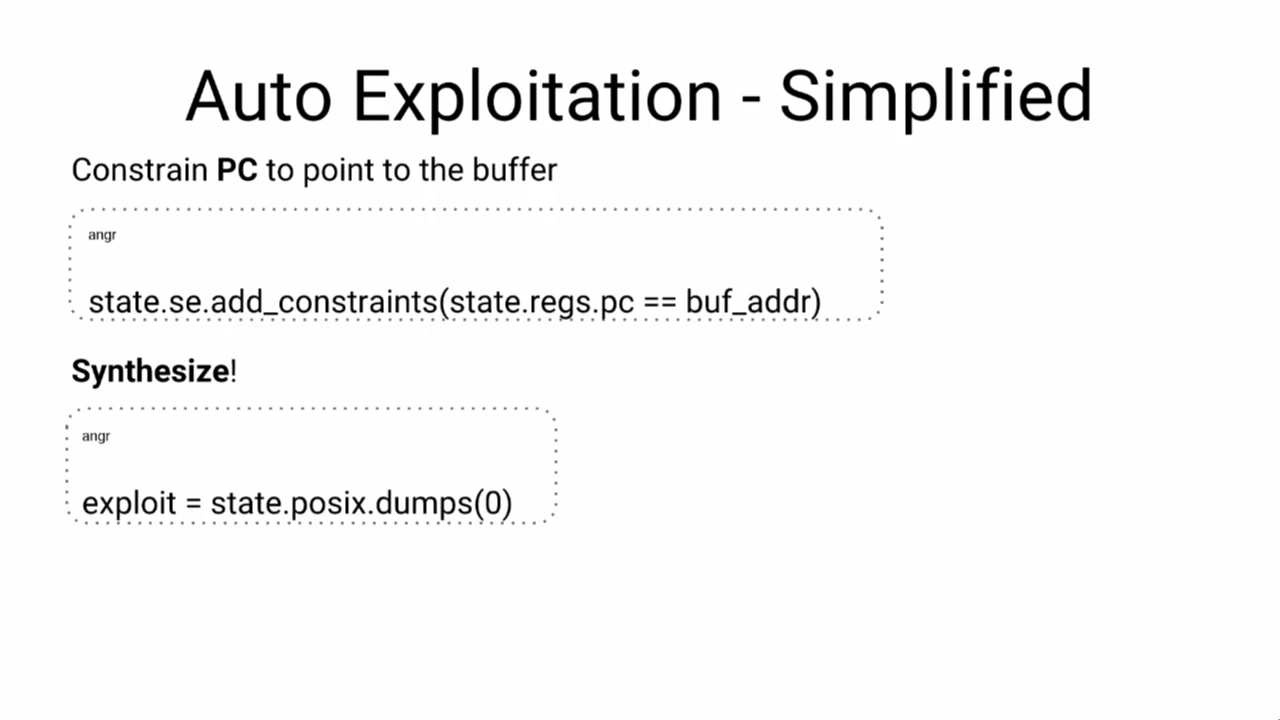 Auto Exploitation - Simplified
Constrain PC to point to the buffer
angr
state.se.add_constraints(state.regs.pc == buf_addr)
Synthesize!
angr
exploit = state.posix.dumps(0)